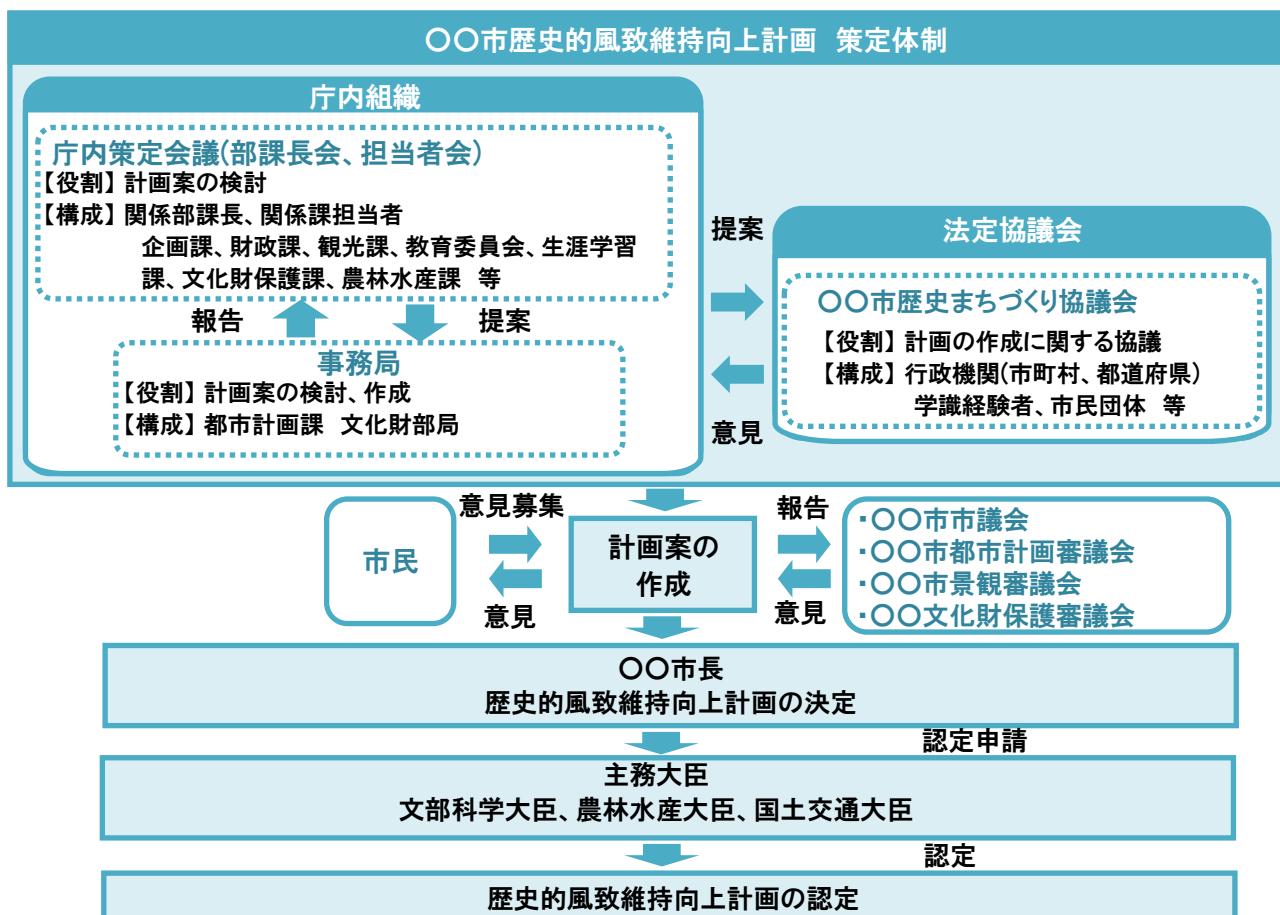 〇〇市歴史的風致維持向上計画 策定体制
庁内組織
庁内策定会議(部課長会、担当者会)
【役割】 計画案の検討
【構成】 関係部課長、関係課担当者
企画課、財政課、観光課、教育委員会、生涯学習
課、文化財保護課、農林水産課 等
報告
提案
事務局
【役割】 計画案の検討、作成
【構成】 都市計画課 文化財部局
提案
意見
法定協議会
〇〇市歴史まちづくり協議会
【役割】 計画の作成に関する協議
【構成】 行政機関(市町村、都道府県)
学識経験者、市民団体 等
市民
意見募集
意見
計画案の
作成
報告
意見
・〇〇市市議会
・〇〇市都市計画審議会
・〇〇市景観審議会
・〇〇文化財保護審議会
〇〇市長
歴史的風致維持向上計画の決定
認定申請
主務大臣
文部科学大臣、農林水産大臣、国土交通大臣
認定
歴史的風致維持向上計画の認定